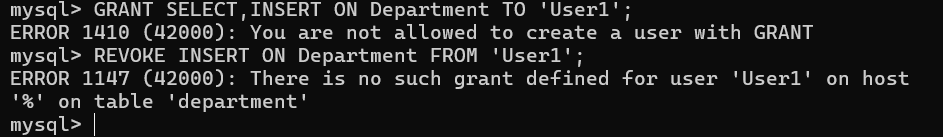 mysql> GRANT SELECT,INSERT ON Department TO 'User1';
ERROR 1410 (42000): You are not allowed to create a user with GRANT
mysql> REVOKE INSERT ON Department FROM 'User1';
ERROR 1147 (42000): There is no such grant defined for user 'User1' on host
'%' on table 'department'
mysql>